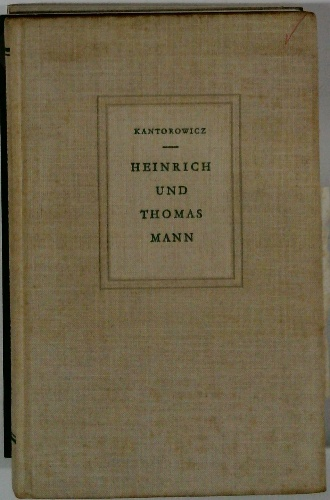 KANTOROWICZ
HEINRICH
UND
THOMAS
MANN